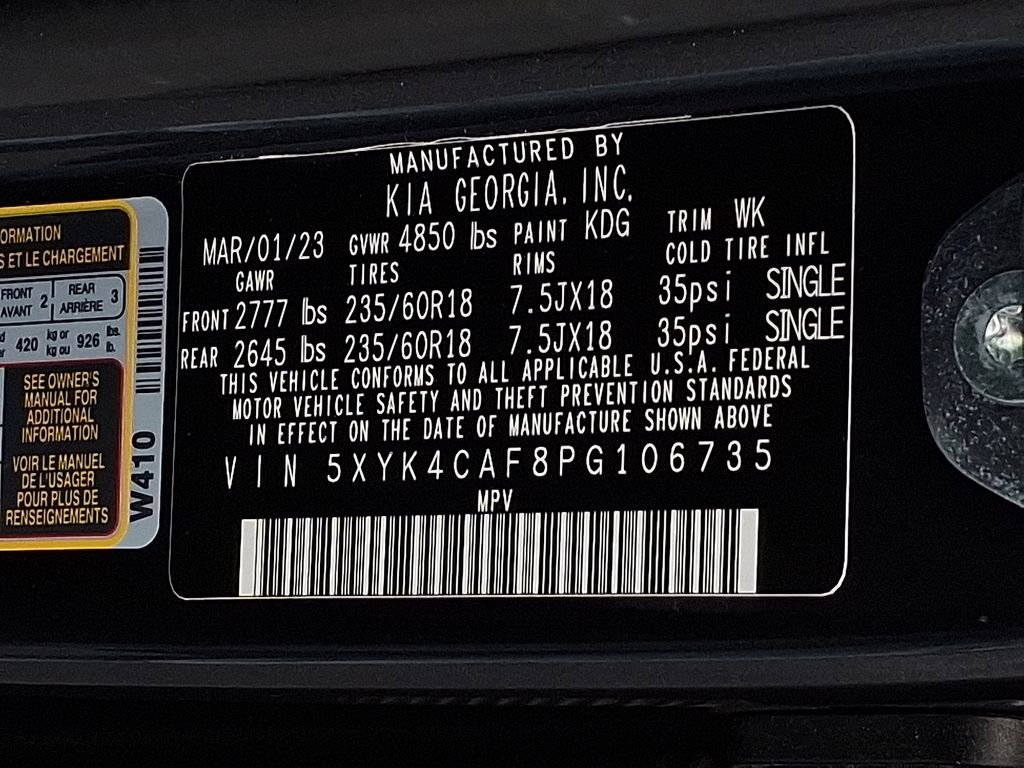 MANUFACTURED BY
KIA GEORGIA, INC.
MAR/01/23 GVWR 4850 lbs PAINT KDG TRIM WK
GAWR TIRES RIMS COLD TIRE INFL
FRONT 2777 lbs 235/60R18 7.5JX18 35psi SINGLE
REAR 2645 lbs 235/60R18 7.5JX18 35psi SINGLE
THIS VEHICLE CONFORMS TO ALL APPLICABLE U.S.A. FEDERAL
MOTOR VEHICLE SAFETY AND THEFT PREVENTION STANDARDS
IN EFFECT ON THE DATE OF MANUFACTURE SHOWN ABOVE
VIN 5XYK4CAF8PG106735
MPV
ET LE CHARGEMENT
FRONT 2 REAR 3
AVANT ARRIÈRE
420 kg or 926 lbs.
kg ou lb.
SEE OWNER'S
MANUAL FOR
ADDITIONAL
INFORMATION
VOIR LE MANUEL
DE L'USAGER
POUR PLUS DE
RENSEIGNEMENTS
W410